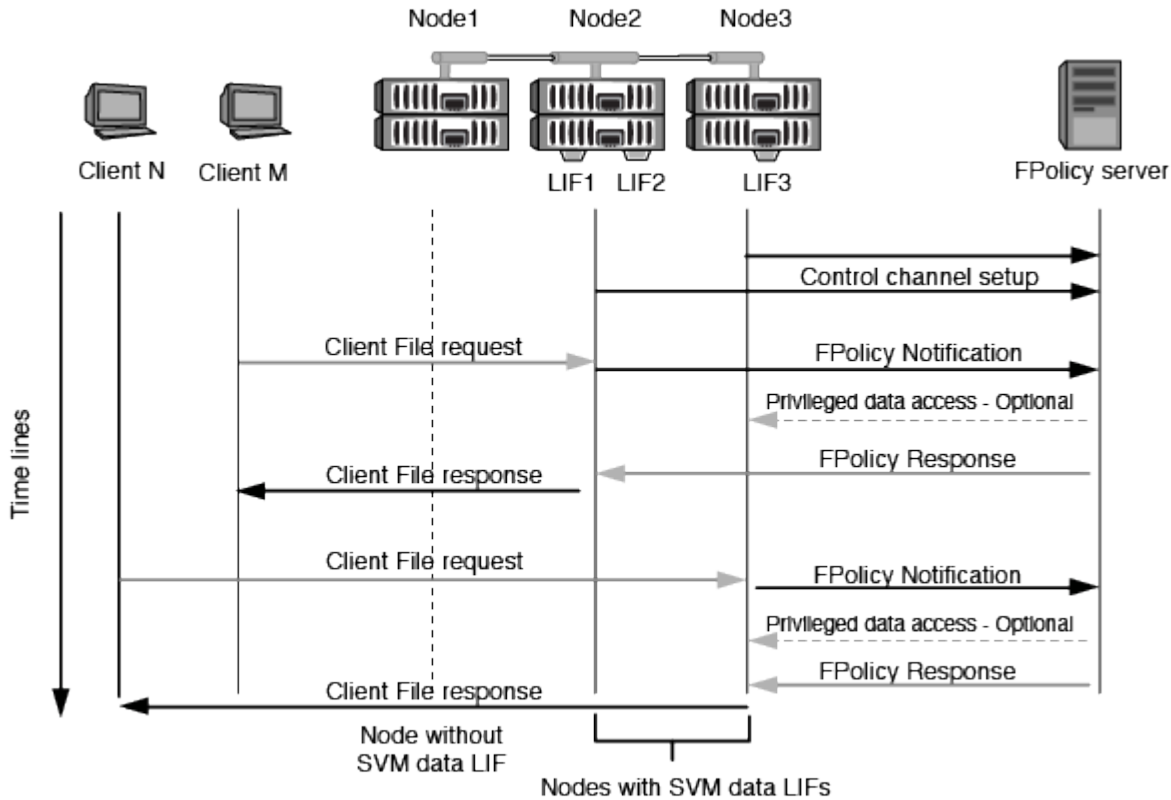 Node1
Node2
Node3
Client N
Client M
LIF1
LIF2
LIF3
FPolicy server
Control channel setup
Client File request
FPolicy Notification
Privileged data access - Optional
FPolicy Response
Client File response
Time lines
Client File request
FPolicy Notification
Privileged data access - Optional
FPolicy Response
Client File response
Node without
SVM data LIF
Nodes with SVM data LIFs